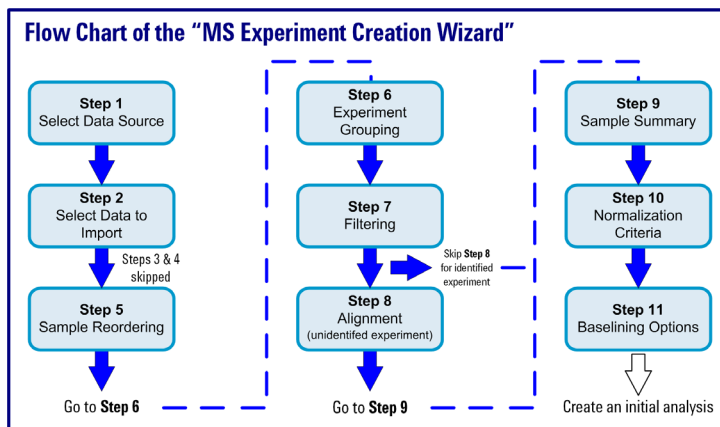 Flow Chart of the “MS Experiment Creation Wizard”
Step 1
Select Data Source
Step 2
Select Data to
Import
Steps 3 & 4
skipped
Step 5
Sample Reordering
Go to Step 6
Step 6
Experiment
Grouping
Step 7
Filtering
Skip Step 8
for identified
experiment
Step 8
Alignment
(unidentifed experiment)
Go to Step 9
Step 9
Sample Summary
Step 10
Normalization
Criteria
Step 11
Baselining Options
Create an initial analysis